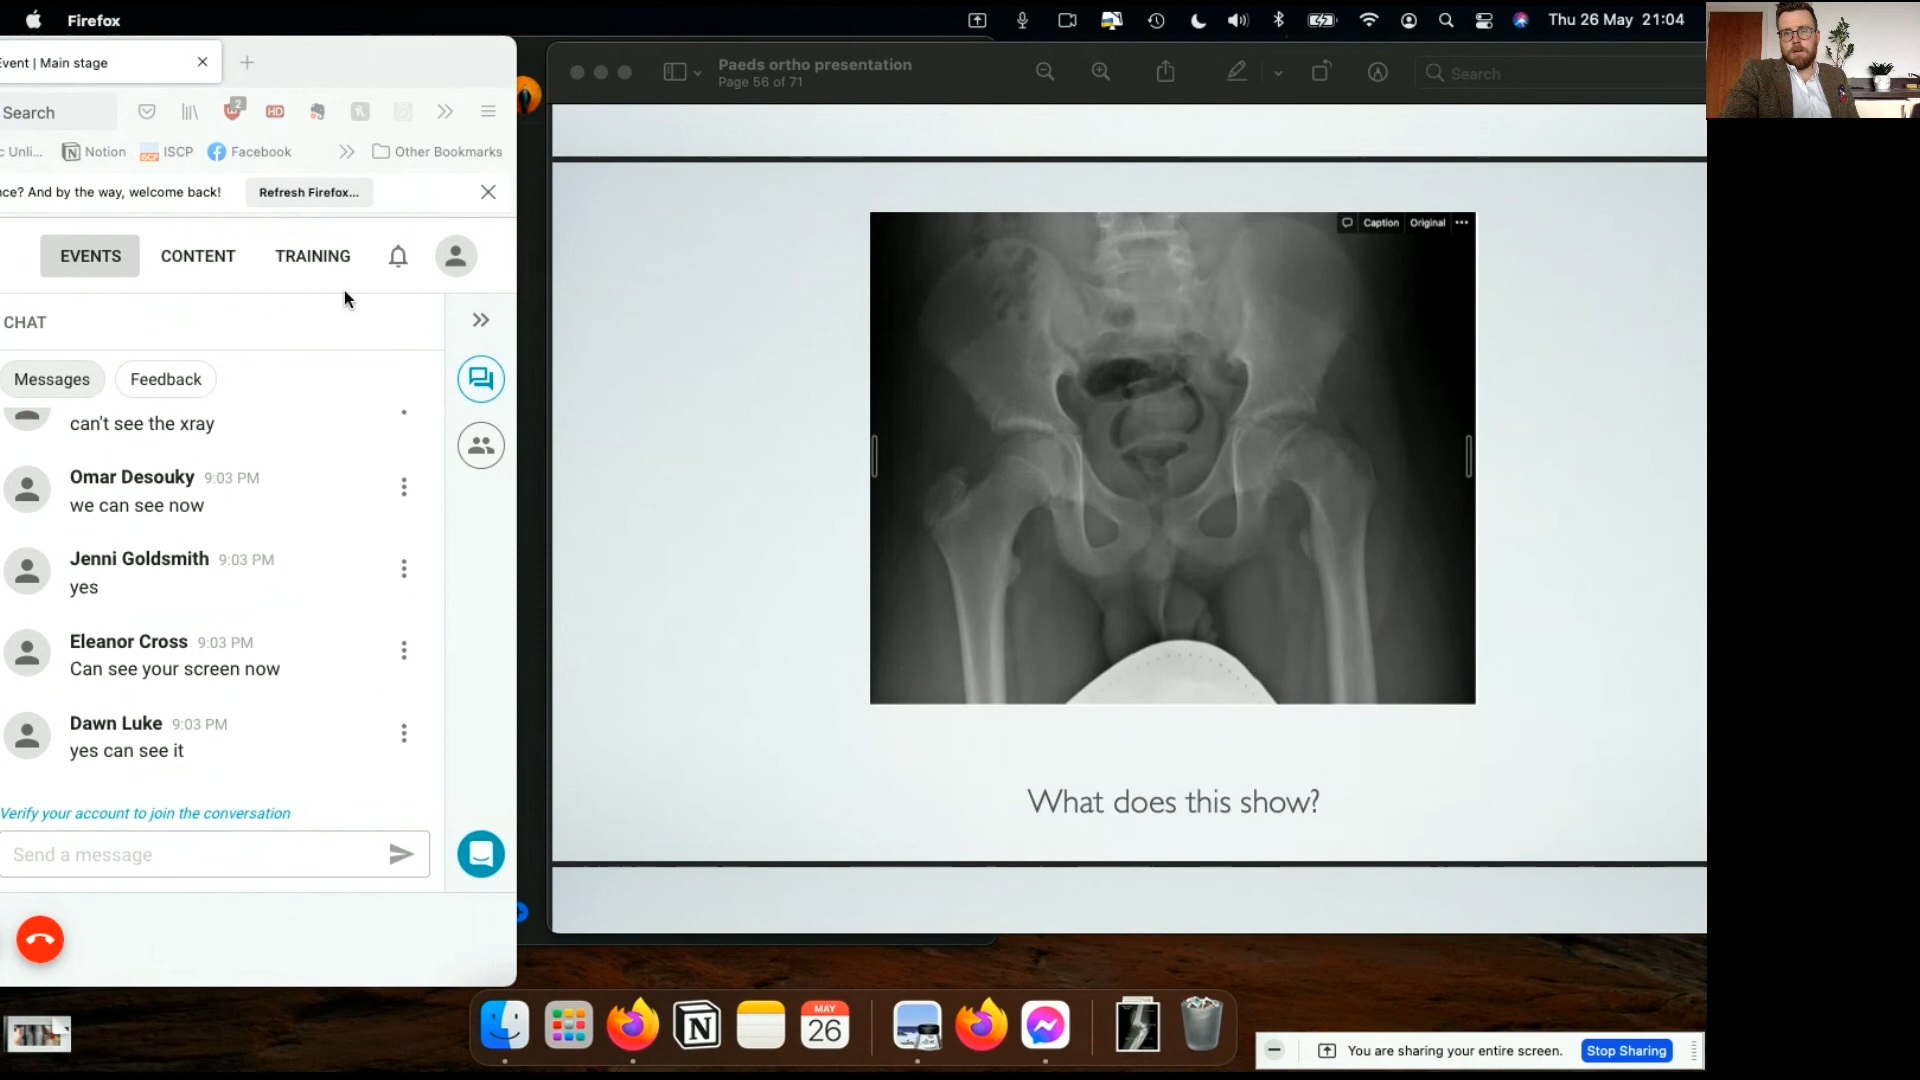 Firefox
Thu 26 May 21:04
Event | Main stage
Search
2
HD
c Unli...
Notion
ISCP
Facebook
Other Bookmarks
nce? And by the way, welcome back!
Refresh Firefox...
EVENTS
CONTENT
TRAINING
CHAT
Messages
Feedback
can't see the xray
Omar Desouky 9:03 PM
we can see now
Jenni Goldsmith 9:03 PM
yes
Eleanor Cross 9:03 PM
Can see your screen now
Dawn Luke 9:03 PM
yes can see it
Verify your account to join the conversation
Send a message
Paeds ortho presentation
Page 56 of 71
Search
Caption Original
What does this show?
MAY
26
You are sharing your entire screen.
Stop Sharing